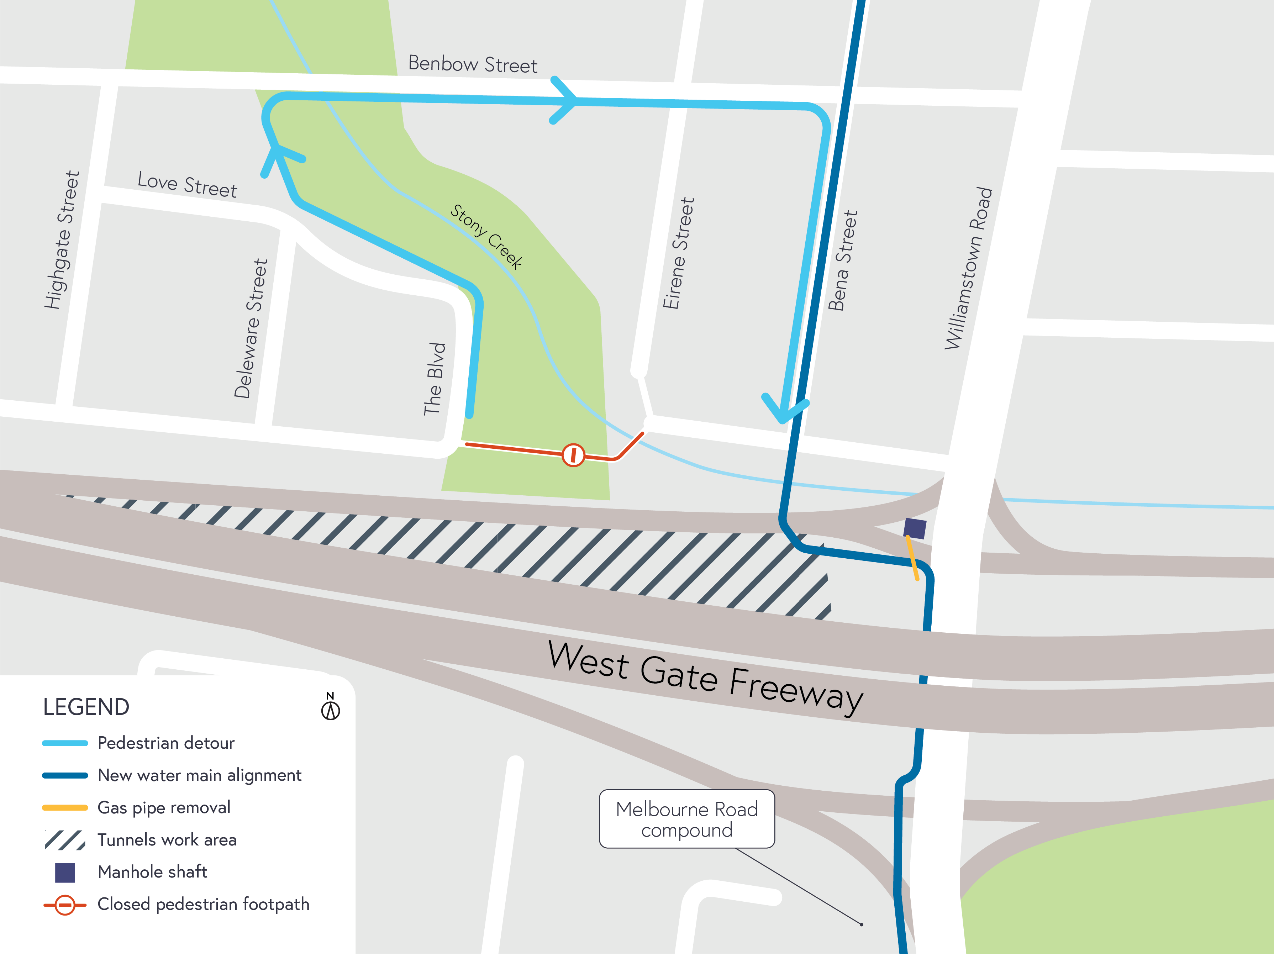 Benbow Street
Love Street
Highgate Street
Stony Creek
Eirene Street
Bena Street
Williamstown Road
Deleware Street
The Blvd
West Gate Freeway
LEGEND
N
Pedestrian detour
New water main alignment
Gas pipe removal
Tunnels work area
Manhole shaft
Closed pedestrian footpath
Melbourne Road
compound